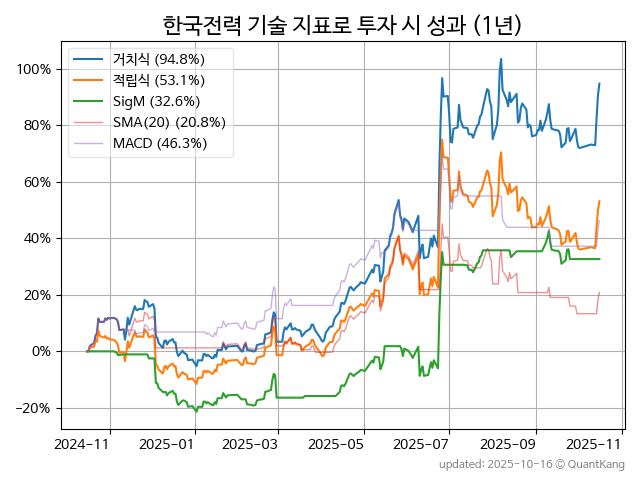 한국전력 기술 지표로 투자 시 성과 (1년)
거치식 (94.8%)
적립식 (53.1%)
SigM (32.6%)
SMA(20) (20.8%)
MACD (46.3%)
100%
80%
60%
40%
20%
0%
−20%
2024-11 2025-01 2025-03 2025-05 2025-07 2025-09 2025-11
updated: 2025-10-16 © QuantKang